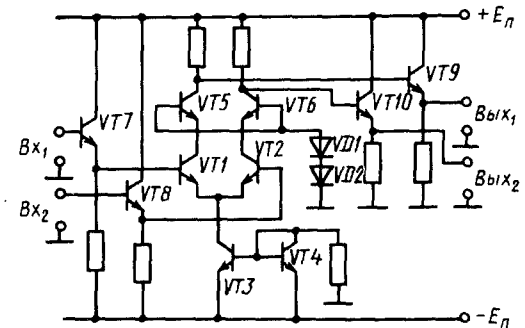 +Eп
VT9
VT7
VT5
VT6
VT10
Вх1
Вых1
VT1
VT2
VD1
VT8
VD2
Вх2
Вых2
VT3
VT4
-Eп